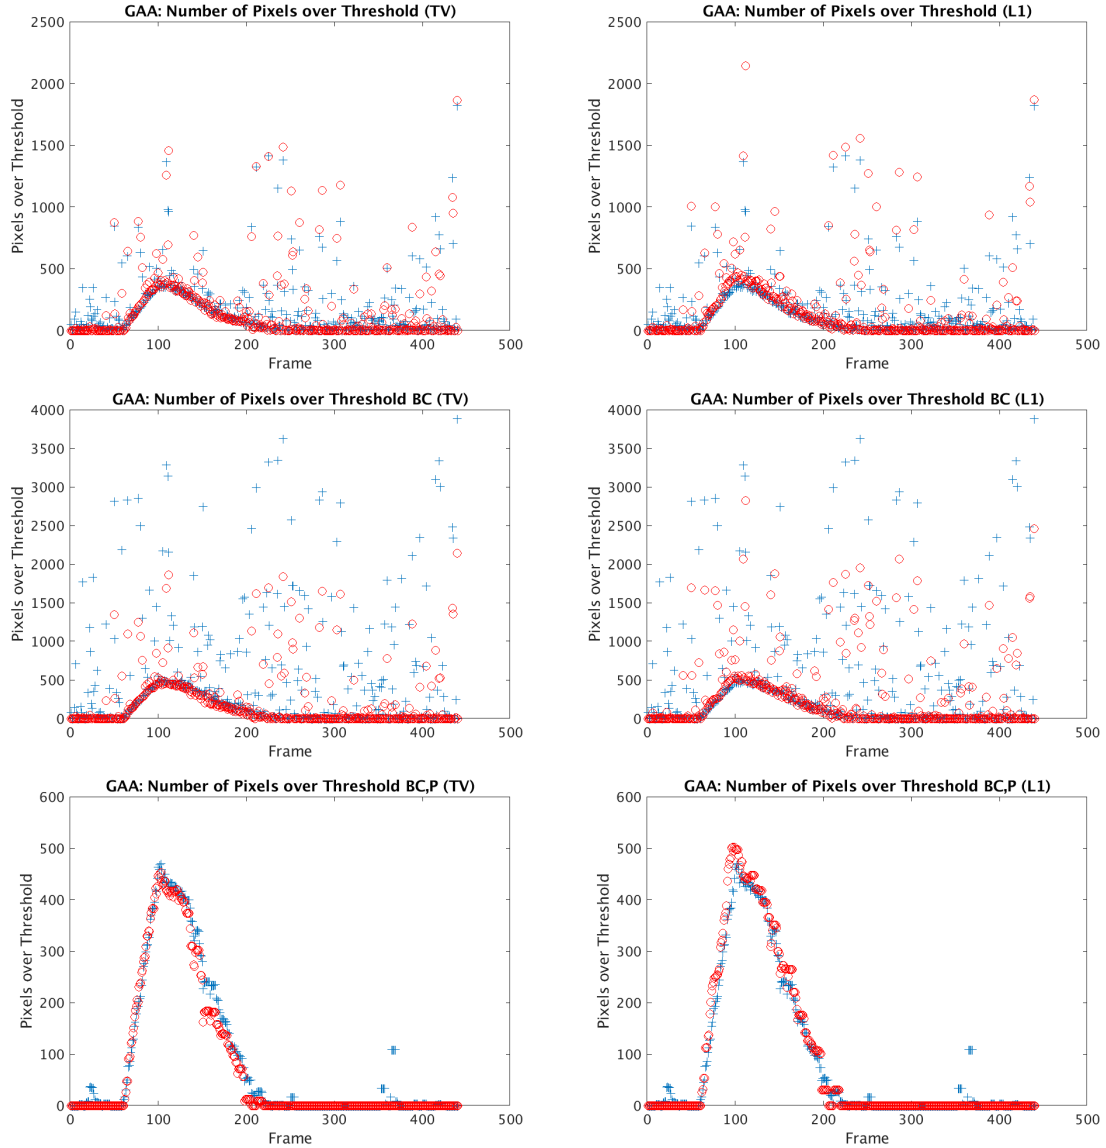 GAA: Number of Pixels over Threshold (TV)
2500
2000
1500
1000
500
0
0 100 200 300 400 500
Pixels over Threshold
Frame
GAA: Number of Pixels over Threshold (L1)
2500
2000
1500
1000
500
0
0 100 200 300 400 500
Pixels over Threshold
Frame
GAA: Number of Pixels over Threshold BC (TV)
4000
3500
3000
2500
2000
1500
1000
500
0
0 100 200 300 400 500
Pixels over Threshold
Frame
GAA: Number of Pixels over Threshold BC (L1)
4000
3500
3000
2500
2000
1500
1000
500
0
0 100 200 300 400 500
Pixels over Threshold
Frame
GAA: Number of Pixels over Threshold BC,P (TV)
600
500
400
300
200
100
0
0 100 200 300 400 500
Pixels over Threshold
Frame
GAA: Number of Pixels over Threshold BC,P (L1)
600
500
400
300
200
100
0
0 100 200 300 400 500
Pixels over Threshold
Frame